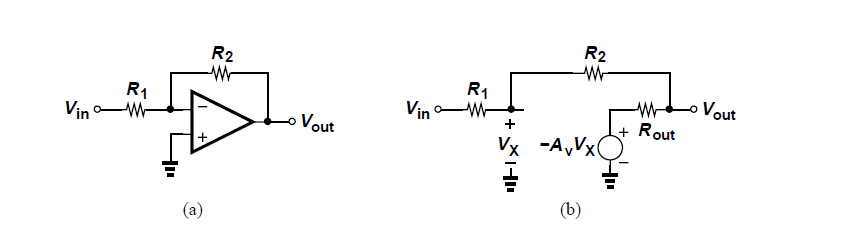 R2
R1
Vin
Vout
(a)
R2
R1
Vin
+
VX
−
−AvVX
+
−
Rout
Vout
(b)